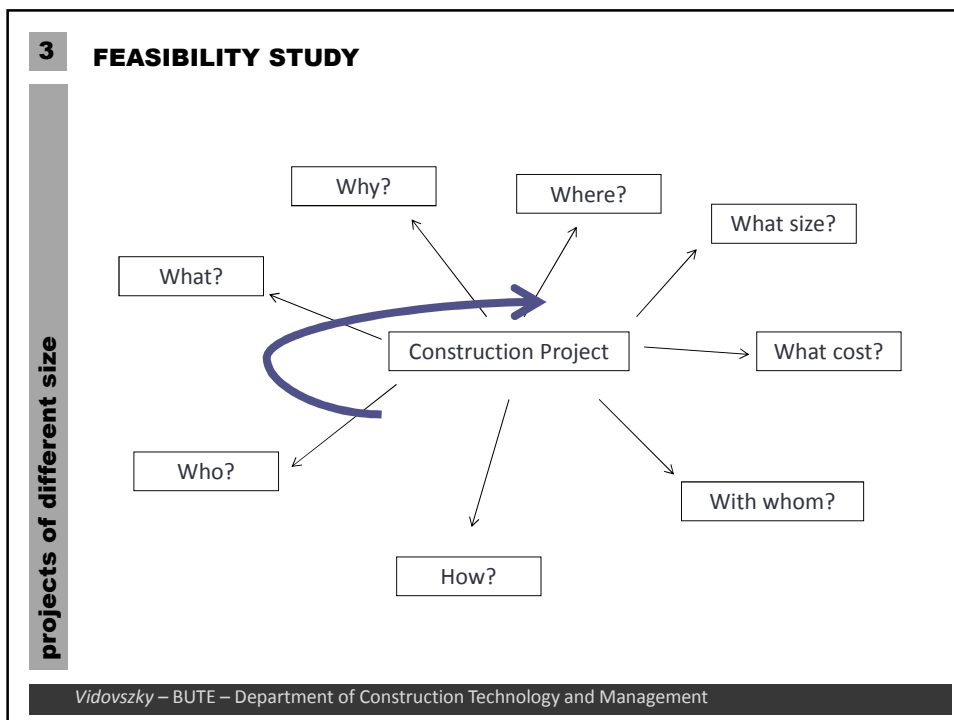 3
FEASIBILITY STUDY
projects of different size
Why?
Where?
What size?
What?
Construction Project
What cost?
Who?
With whom?
How?
Vidovszky – BUTE – Department of Construction Technology and Management